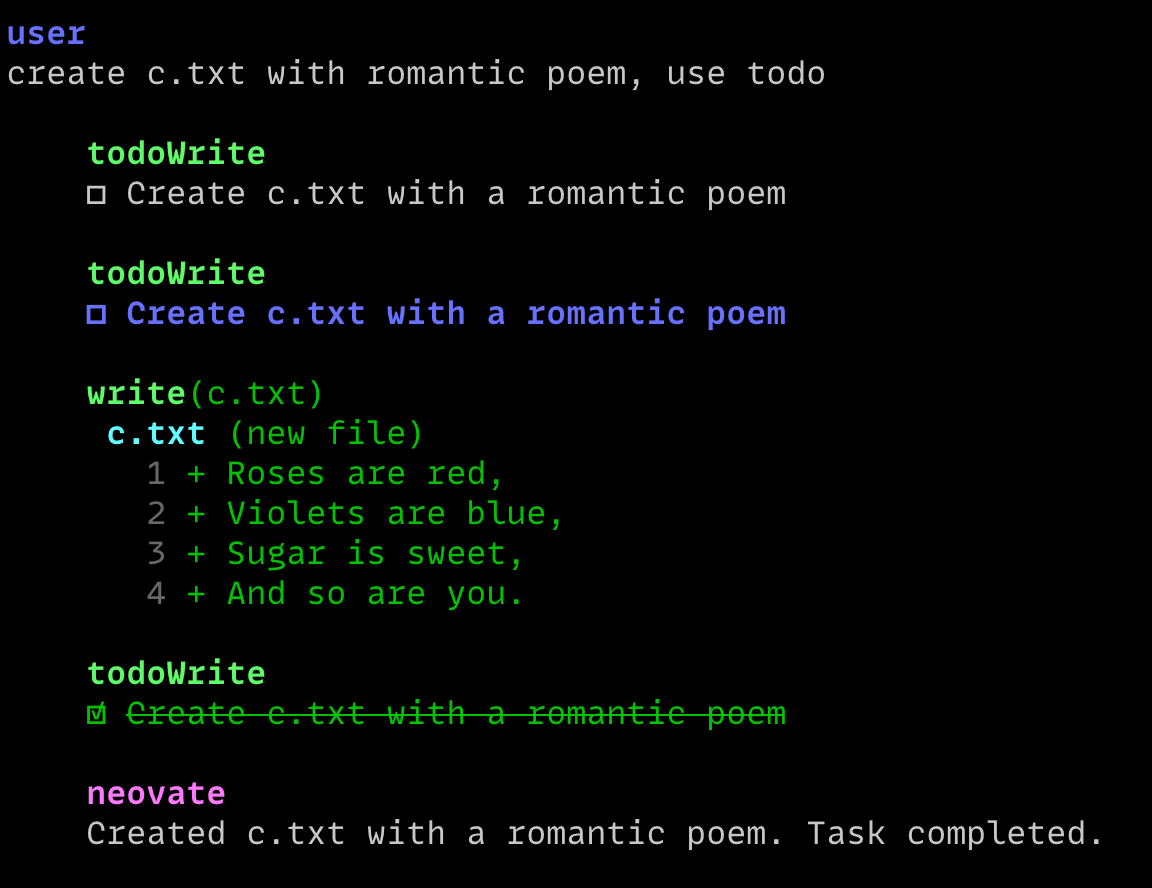 user
create c.txt with romantic poem, use todo
todoWrite
☐ Create c.txt with a romantic poem
todoWrite
☐ Create c.txt with a romantic poem
write(c.txt)
c.txt (new file)
1 + Roses are red,
2 + Violets are blue,
3 + Sugar is sweet,
4 + And so are you.
todoWrite
☑ Create c.txt with a romantic poem
neovate
Created c.txt with a romantic poem. Task completed.